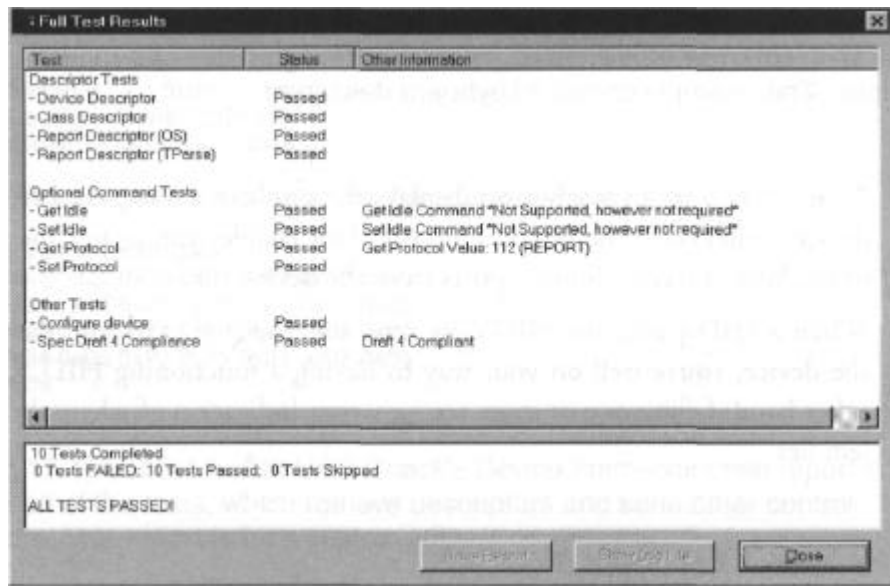 Full Test Results
Test Status Other Information
Descriptor Tests
- Device Descriptor Passed
- Class Descriptor Passed
- Report Descriptor (OS) Passed
- Report Descriptor (TParse) Passed
Optional Command Tests
- Get Idle Passed Get Idle Command "Not Supported, however not required"
- Set Idle Passed Set Idle Command "Not Supported, however not required"
- Get Protocol Passed Get Protocol Value: 112 (REPORT)
- Set Protocol Passed
Other Tests
- Configure device Passed
- Spec Draft 4 Compliance Passed Draft 4 Compliant
10 Tests Completed
0 Tests FAILED: 10 Tests Passed: 0 Tests Skipped
ALL TESTS PASSED!
Close